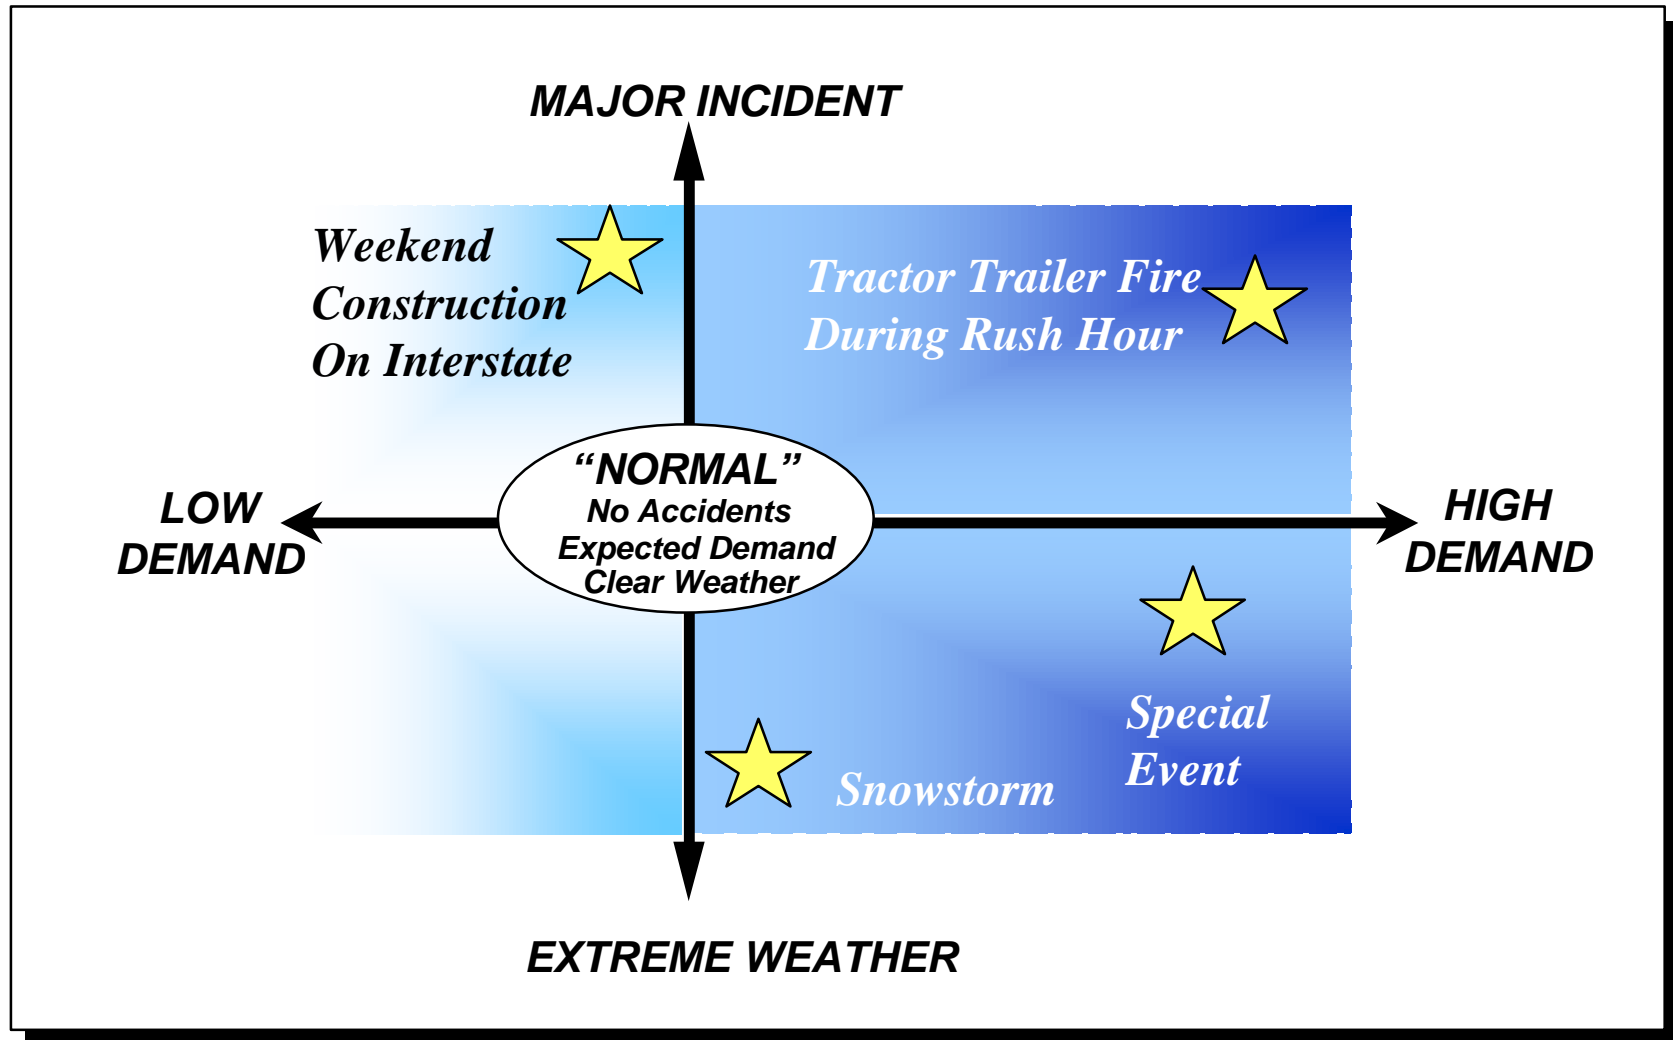 MAJOR INCIDENT
Weekend
Construction
On Interstate
Tractor Trailer Fire
During Rush Hour
LOW
DEMAND
“NORMAL”
No Accidents
Expected Demand
Clear Weather
HIGH
DEMAND
Special
Event
Snowstorm
EXTREME WEATHER